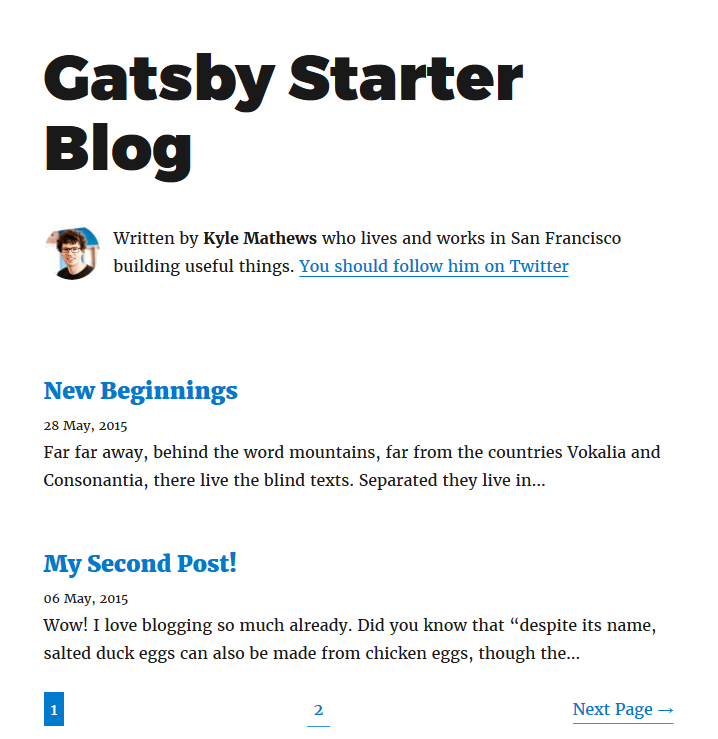 Gatsby Starter
Blog
Written by Kyle Mathews who lives and works in San Francisco
building useful things. You should follow him on Twitter
New Beginnings
28 May, 2015
Far far away, behind the word mountains, far from the countries Vokalia and
Consonantia, there live the blind texts. Separated they live in…
My Second Post!
06 May, 2015
Wow! I love blogging so much already. Did you know that “despite its name,
salted duck eggs can also be made from chicken eggs, though the…
1 2 Next Page →